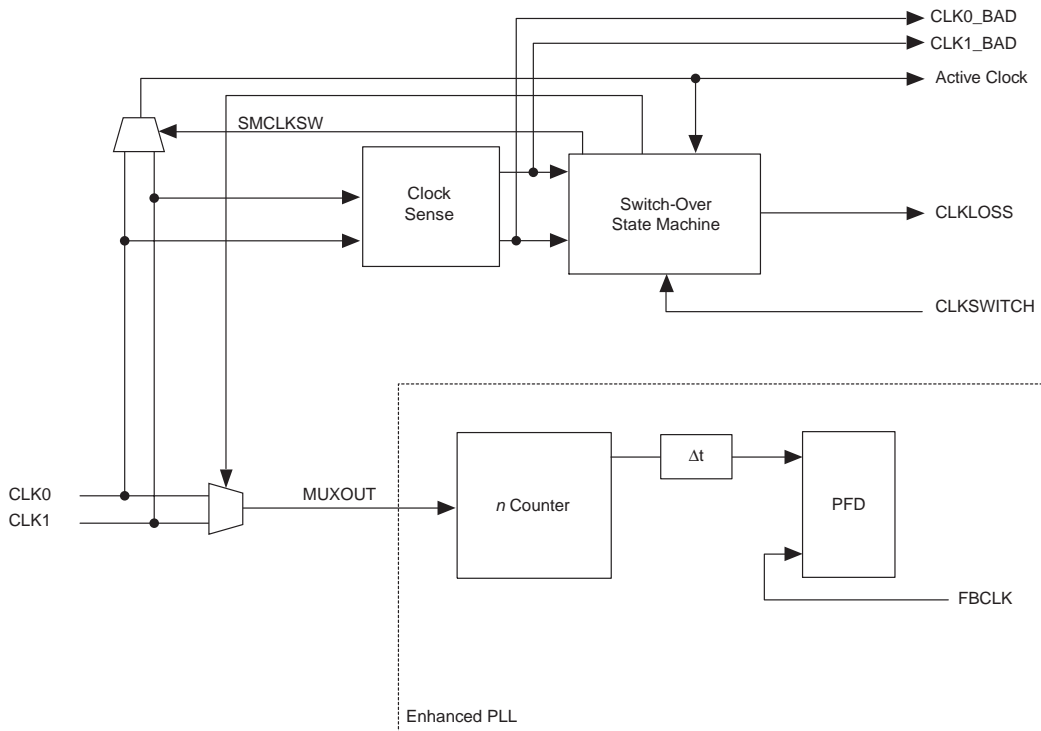 CLK0_BAD
CLK1_BAD
Active Clock
SMCLKSW
Clock
Sense
Switch-Over
State Machine
CLKLOSS
CLKSWITCH
Δt
CLK0
MUXOUT
n Counter
PFD
CLK1
FBCLK
Enhanced PLL